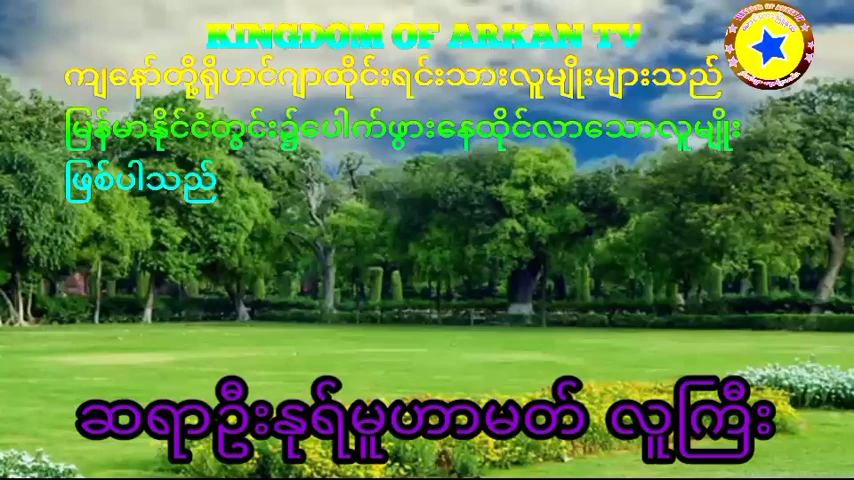 KINGDOM OF ARKAN TV
ကျနော်တို့ရိုဟင်ဂျာထိုင်းရင်းသားလူမျိုးများသည်
မြန်မာနိုင်ငံတွင်း၌ပေါက်ဖွားနေထိုင်လာသောလူမျိုး
ဖြစ်ပါသည်
ဆရာဦးနုရ်မူဟာမတ် လူကြီး